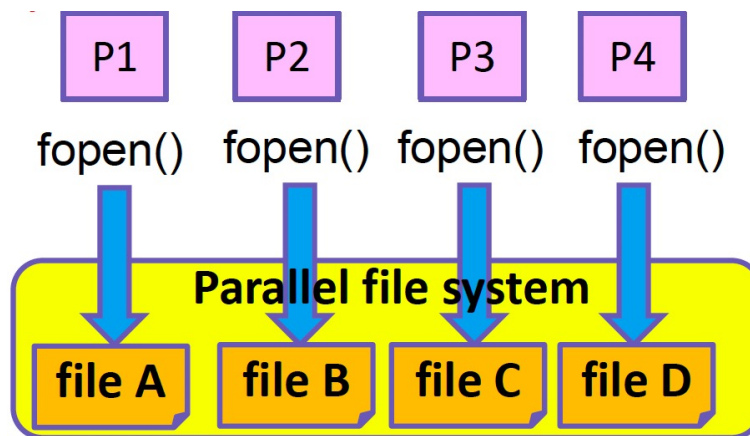 P1 P2 P3 P4
fopen() fopen() fopen() fopen()
Parallel file system
file A file B file C file D